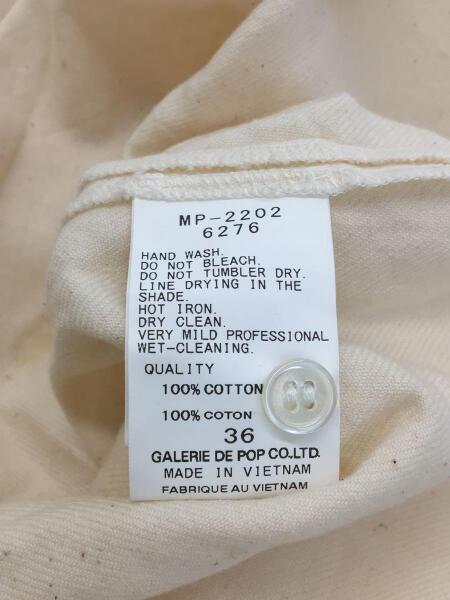 MP-2202
6276
HAND WASH.
DO NOT BLEACH.
DO NOT TUMBLER DRY.
LINE DRYING IN THE
SHADE.
HOT IRON.
DRY CLEAN.
VERY MILD PROFESSIONAL
WET-CLEANING.
QUALITY
100% COTTON
100% COTON
36
GALERIE DE POP CO.,LTD.
MADE IN VIETNAM
FABRIQUE AU VIETNAM